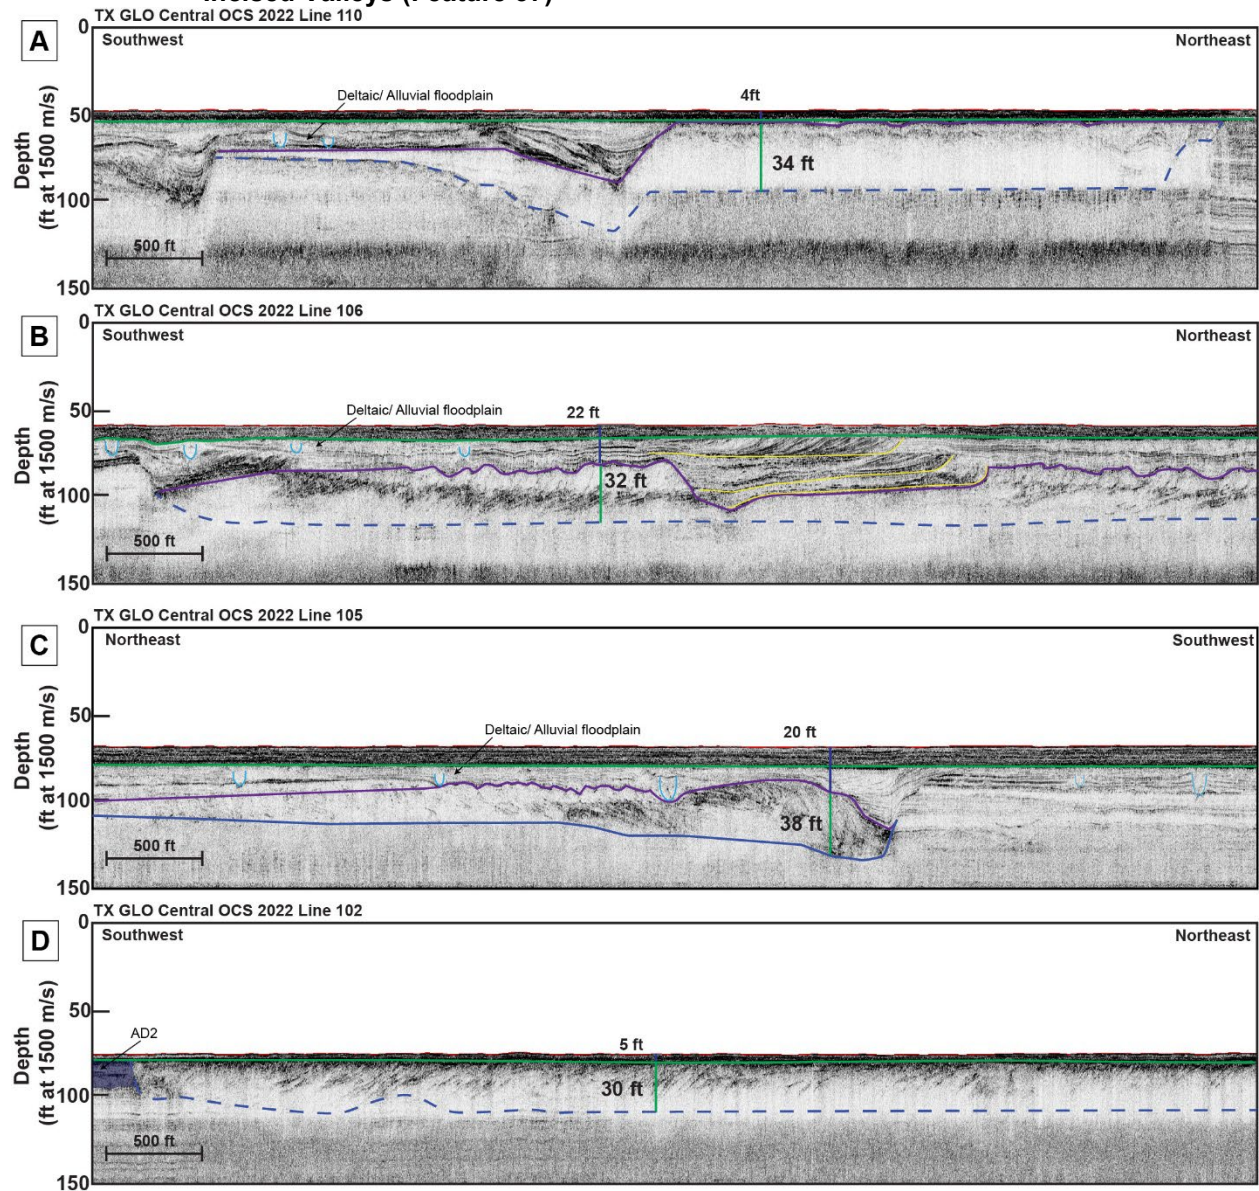 Incised Valleys (Feature 67)
TX GLO Central OCS 2022 Line 110
A
Southwest
Northeast
0
50
100
150
Depth
(ft at 1500 m/s)
Deltaic/ Alluvial floodplain
4ft
34 ft
500 ft
TX GLO Central OCS 2022 Line 106
B
Southwest
Northeast
0
50
100
150
Depth
(ft at 1500 m/s)
Deltaic/ Alluvial floodplain
22 ft
32 ft
500 ft
TX GLO Central OCS 2022 Line 105
C
Northeast
Southwest
0
50
100
150
Depth
(ft at 1500 m/s)
Deltaic/ Alluvial floodplain
20 ft
38 ft
500 ft
TX GLO Central OCS 2022 Line 102
D
Southwest
Northeast
0
50
100
150
Depth
(ft at 1500 m/s)
AD2
5 ft
30 ft
500 ft